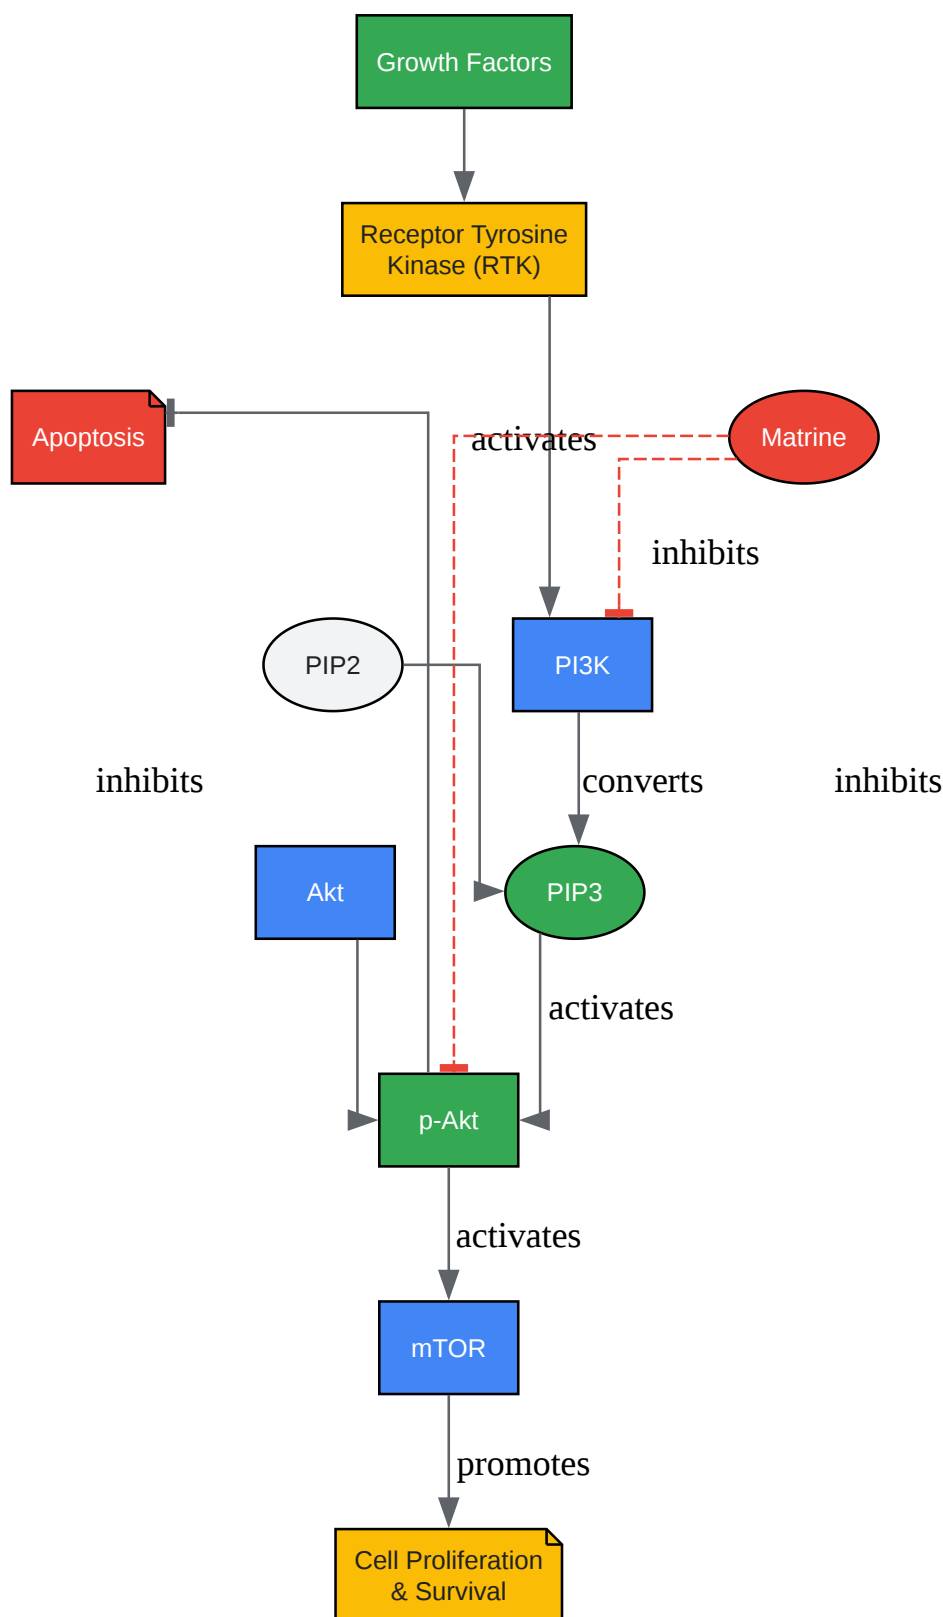 Growth Factors
Receptor Tyrosine
Kinase (RTK)
Apoptosis
activates
Matrine
inhibits
PIP2
PI3K
inhibits
converts
inhibits
Akt
PIP3
activates
p-Akt
activates
mTOR
promotes
Cell Proliferation
& Survival